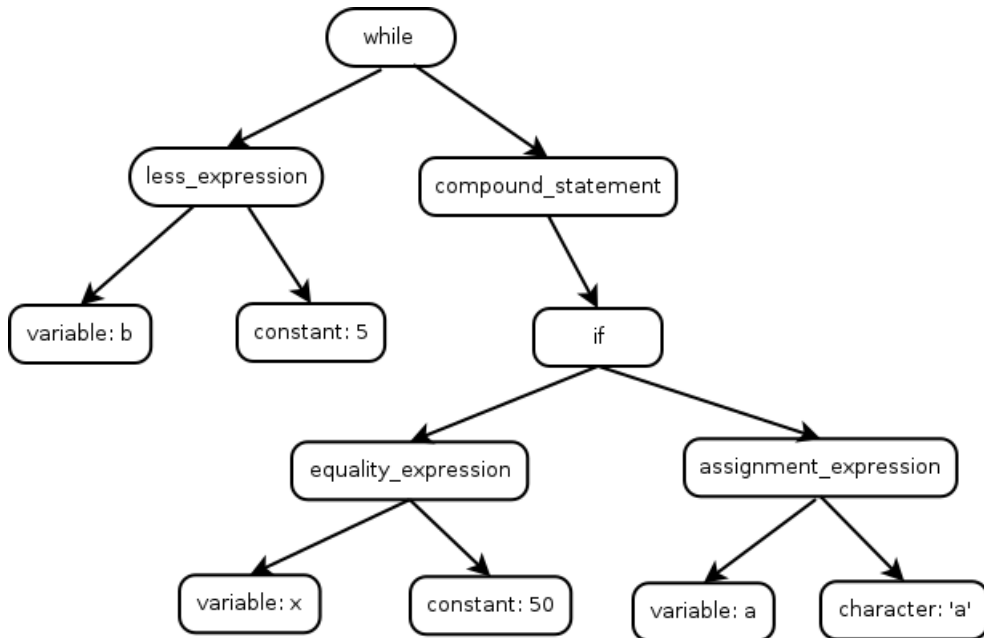 while
less_expression
compound_statement
variable: b
constant: 5
if
equality_expression
assignment_expression
variable: x
constant: 50
variable: a
character: 'a'